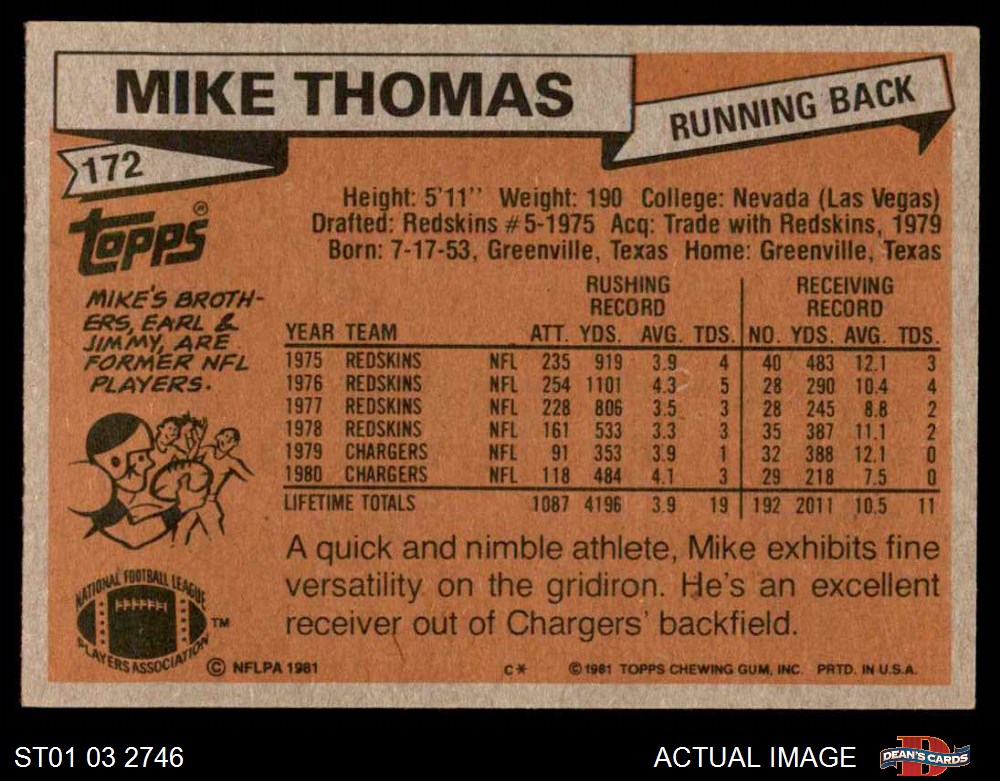 MIKE THOMAS
RUNNING BACK
172
Topps®
Height: 5'11" Weight: 190 College: Nevada (Las Vegas)
Drafted: Redskins #5-1975 Acq: Trade with Redskins, 1979
Born: 7-17-53, Greenville, Texas Home: Greenville, Texas
MIKE'S BROTH-
ERS, EARL &
JIMMY, ARE
FORMER NFL
PLAYERS.
RUSHING RECEIVING
RECORD RECORD
YEAR TEAM ATT. YDS. AVG. TDS. NO. YDS. AVG. TDS.
1975 REDSKINS NFL 235 919 3.9 4 40 483 12.1 3
1976 REDSKINS NFL 254 1101 4.3 5 28 290 10.4 4
1977 REDSKINS NFL 228 806 3.5 3 28 245 8.8 2
1978 REDSKINS NFL 161 533 3.3 3 35 387 11.1 2
1979 CHARGERS NFL 91 353 3.9 1 32 388 12.1 0
1980 CHARGERS NFL 118 484 4.1 3 29 218 7.5 0
LIFETIME TOTALS 1087 4196 3.9 19 192 2011 10.5 11
A quick and nimble athlete, Mike exhibits fine
versatility on the gridiron. He's an excellent
receiver out of Chargers' backfield.
NATIONAL FOOTBALL LEAGUE
PLAYERS ASSOCIATION
TM
© NFLPA 1981 C* © 1981 TOPPS CHEWING GUM, INC. PRTD. IN U.S.A.
ST01 03 2746 ACTUAL IMAGE DEAN'S CARDS